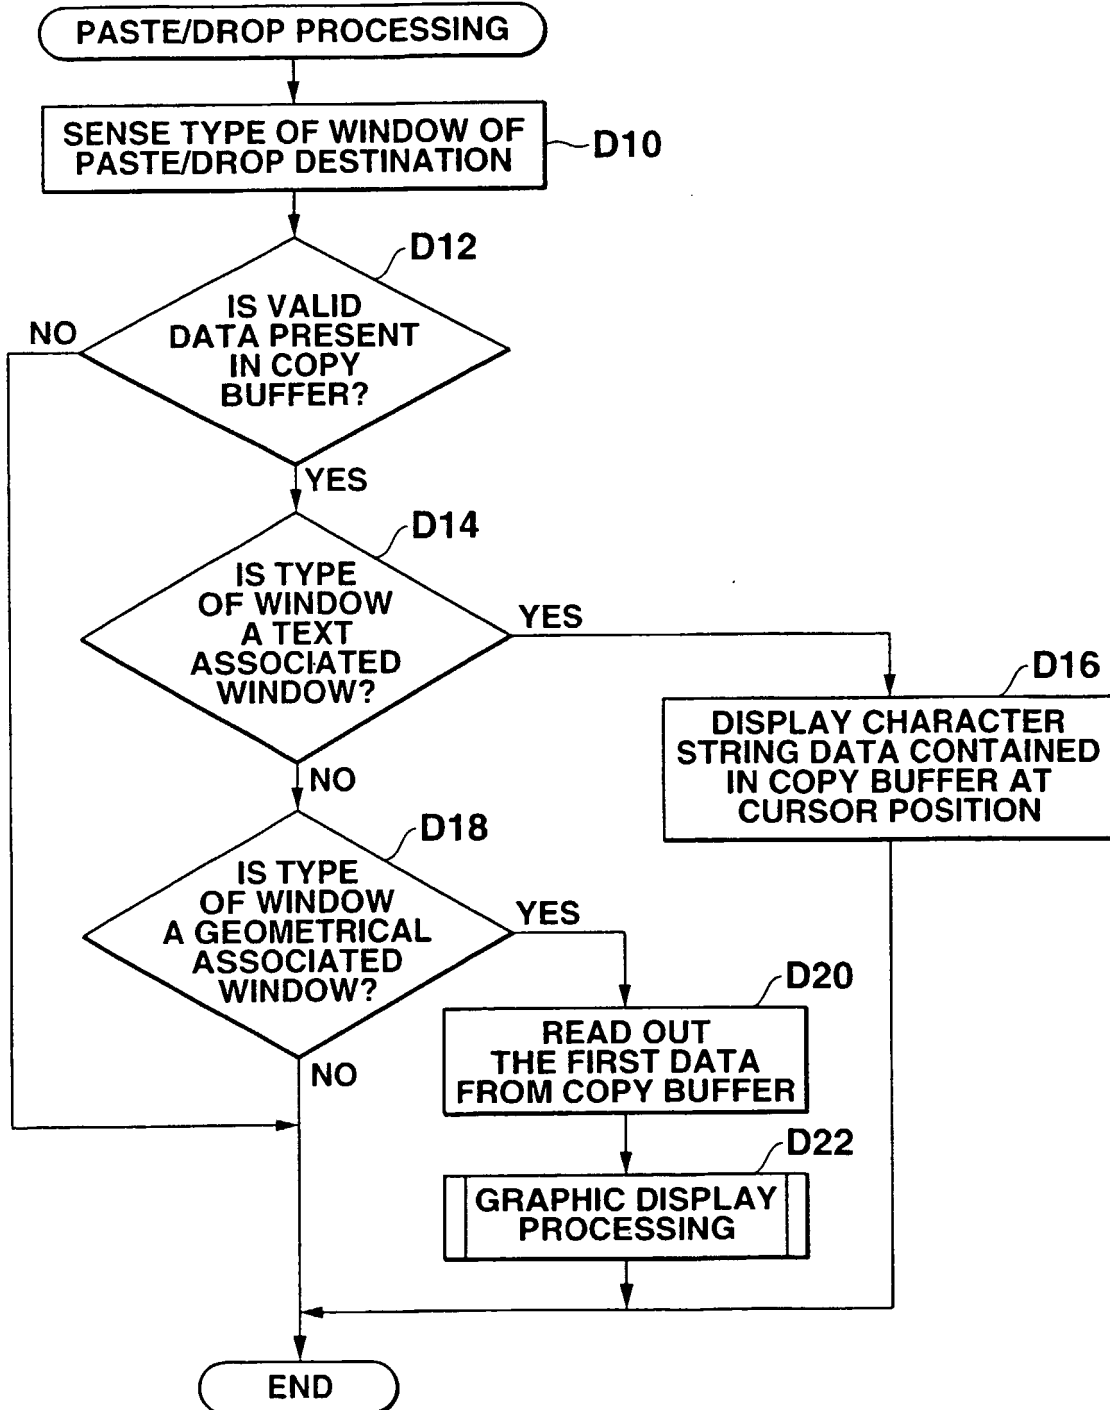 PASTE/DROP PROCESSING
SENSE TYPE OF WINDOW OF
PASTE/DROP DESTINATION
D10
D12
IS VALID
DATA PRESENT
IN COPY
BUFFER?
NO
YES
D14
IS TYPE
OF WINDOW
A TEXT
ASSOCIATED
WINDOW?
YES
NO
D16
DISPLAY CHARACTER
STRING DATA CONTAINED
IN COPY BUFFER AT
CURSOR POSITION
D18
IS TYPE
OF WINDOW
A GEOMETRICAL
ASSOCIATED
WINDOW?
YES
NO
D20
READ OUT
THE FIRST DATA
FROM COPY BUFFER
D22
GRAPHIC DISPLAY
PROCESSING
END